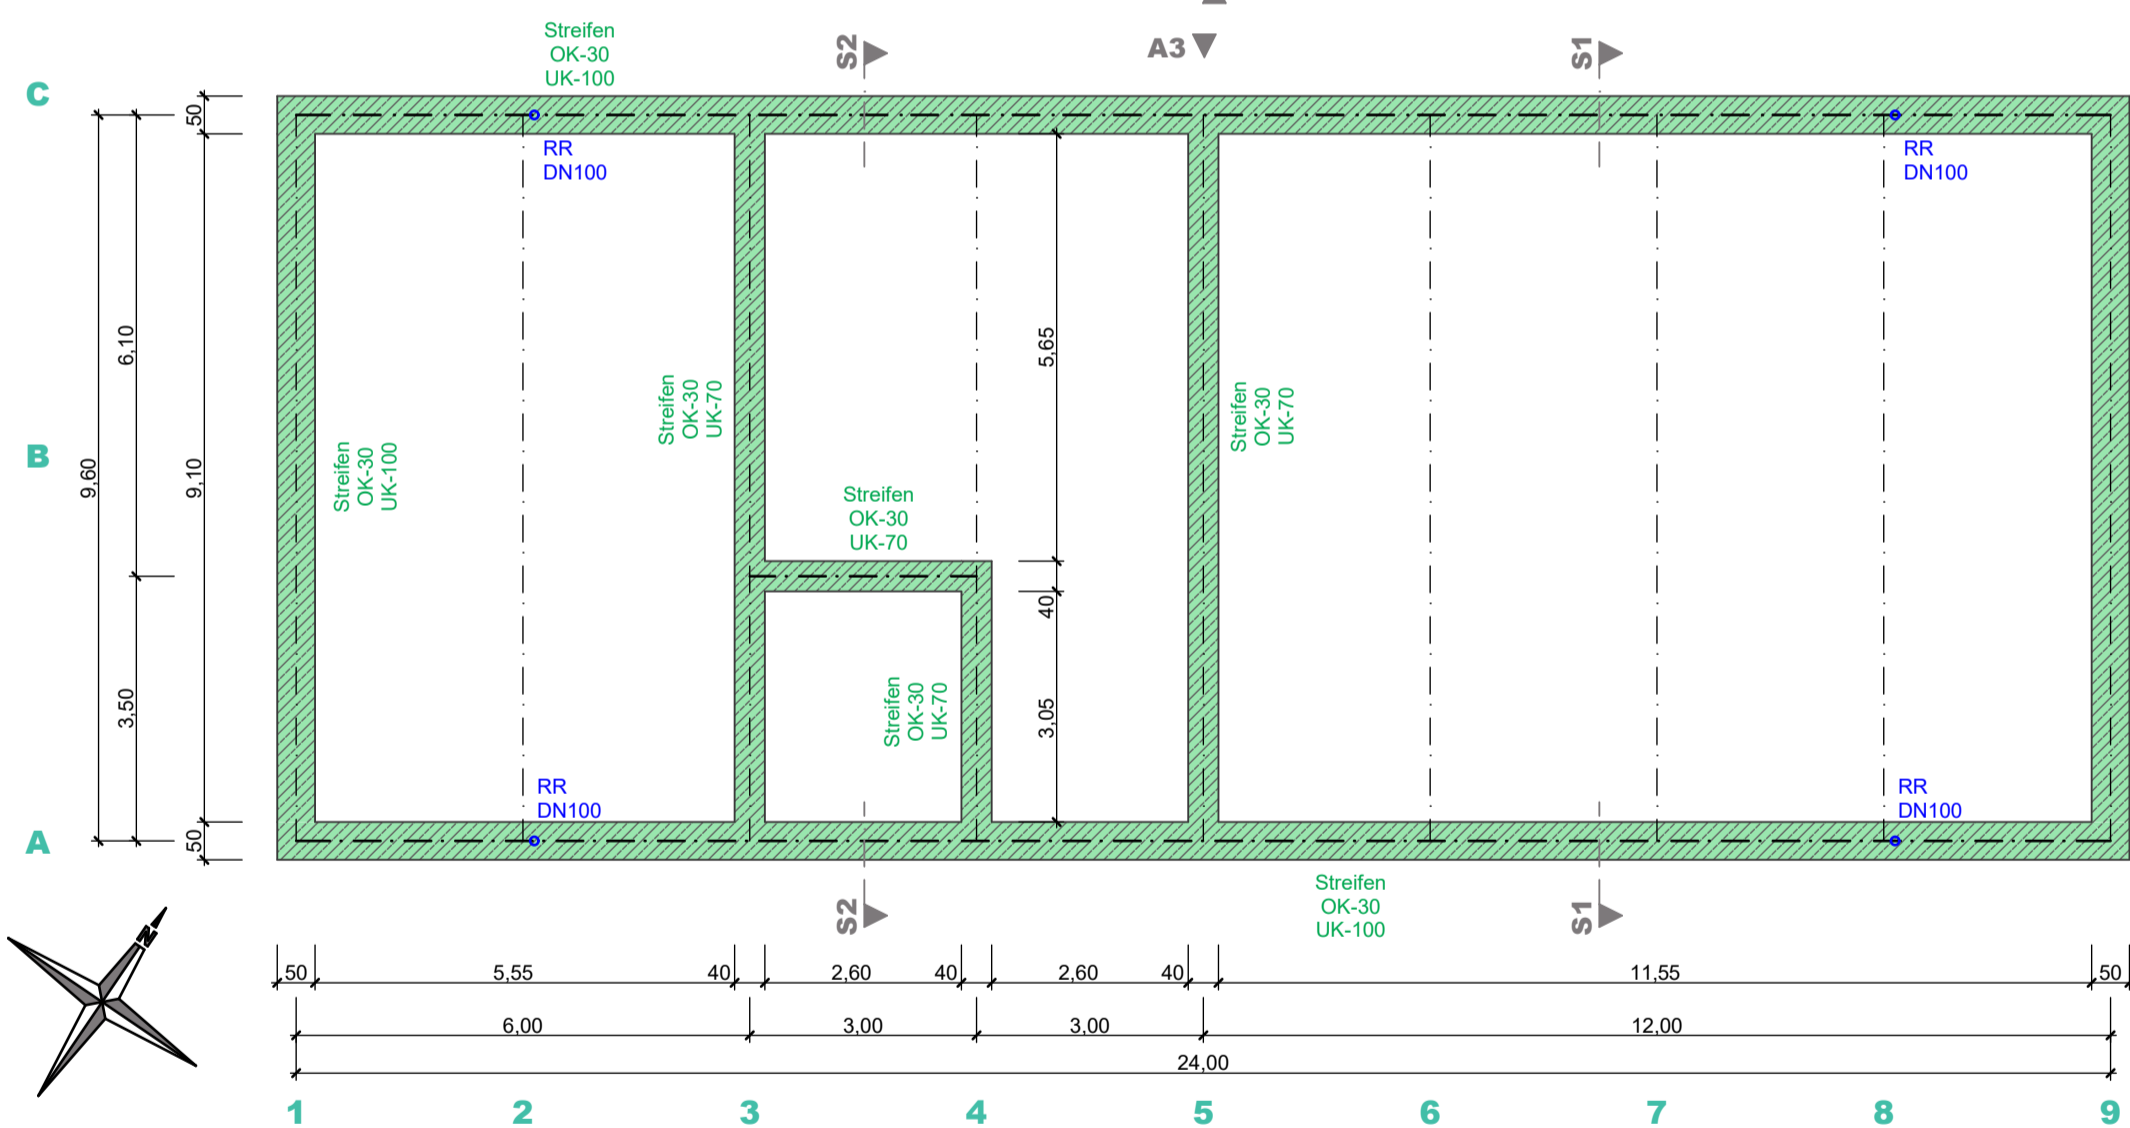 Streifen
OK-30
UK-100
S2
A3
S1
C
50
RR
DN100
RR
DN100
6,10
5,65
Streifen
OK-30
UK-70
Streifen
OK-30
UK-70
B
9,60
9,10
Streifen
OK-30
UK-100
Streifen
OK-30
UK-70
40
3,50
3,05
Streifen
OK-30
UK-70
RR
DN100
RR
DN100
A
50
Streifen
OK-30
UK-100
S2
S1
N
50 5,55 40 2,60 40 2,60 40 11,55 50
6,00 3,00 3,00 12,00
24,00
1 2 3 4 5 6 7 8 9